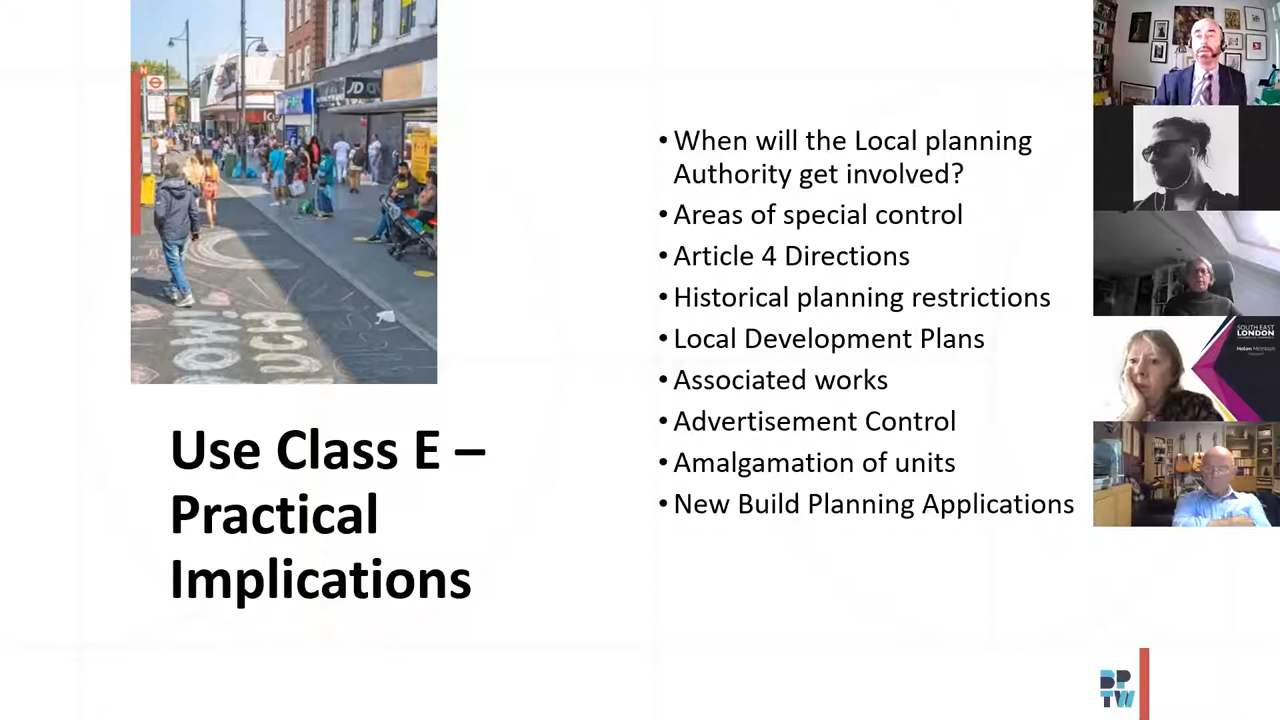 JD
• When will the Local planning
Authority get involved?
• Areas of special control
• Article 4 Directions
• Historical planning restrictions
• Local Development Plans
• Associated works
• Advertisement Control
• Amalgamation of units
• New Build Planning Applications
Use Class E –
Practical
Implications
SOUTH EAST
LONDON
BPTW